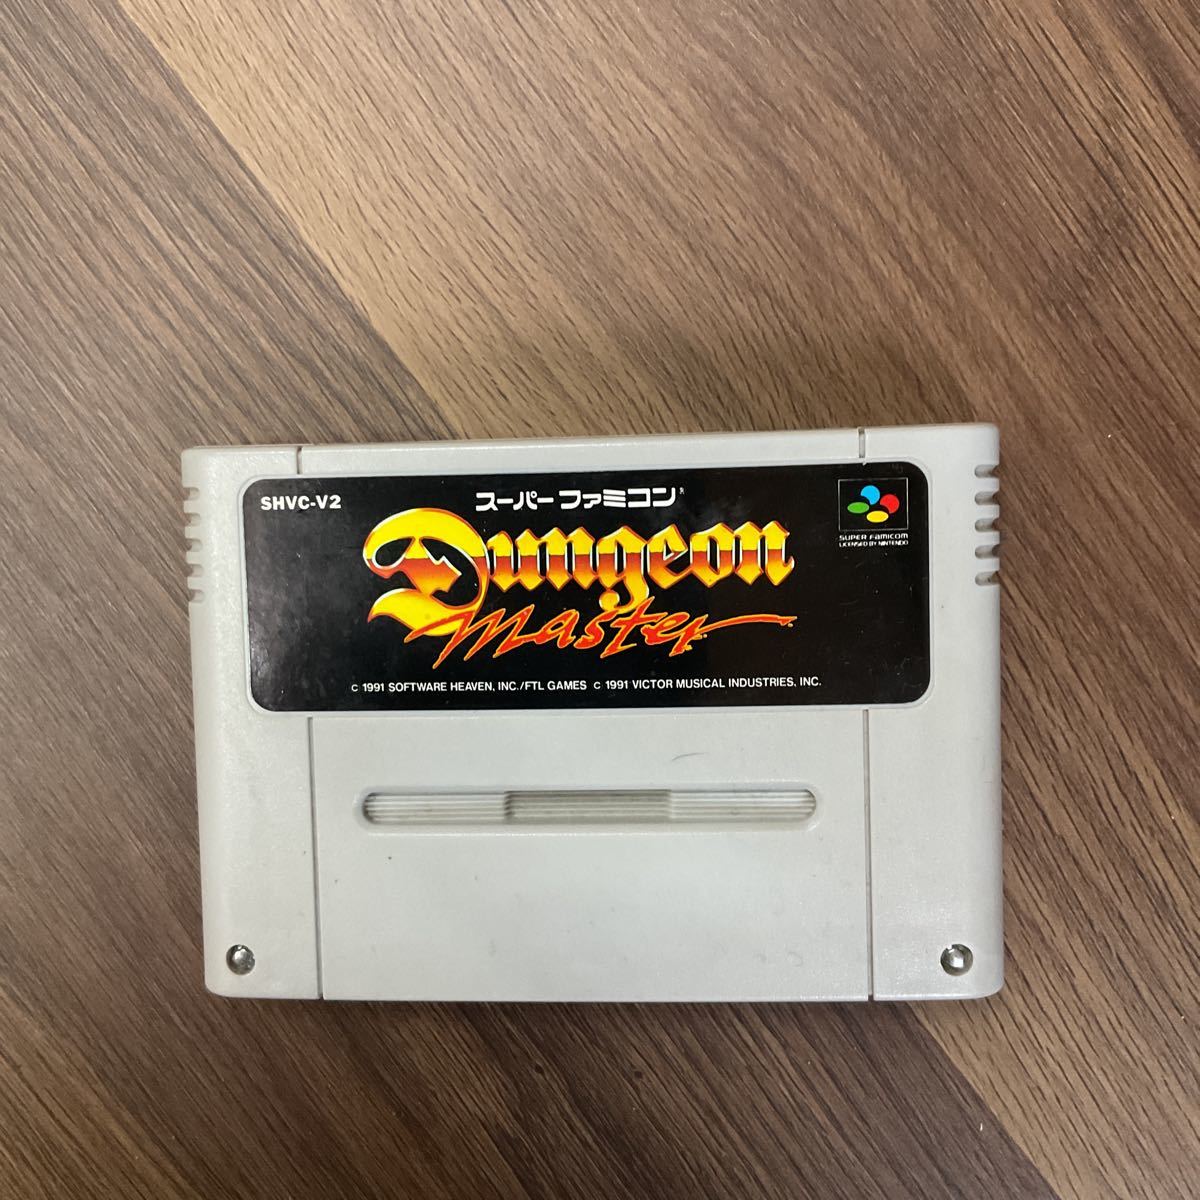 SHVC-V2
スーパーファミコン®
Dungeon
Master
SUPER FAMICOM
LICENSED BY NINTENDO
C 1991 SOFTWARE HEAVEN, INC./FTL GAMES C 1991 VICTOR MUSICAL INDUSTRIES, INC.